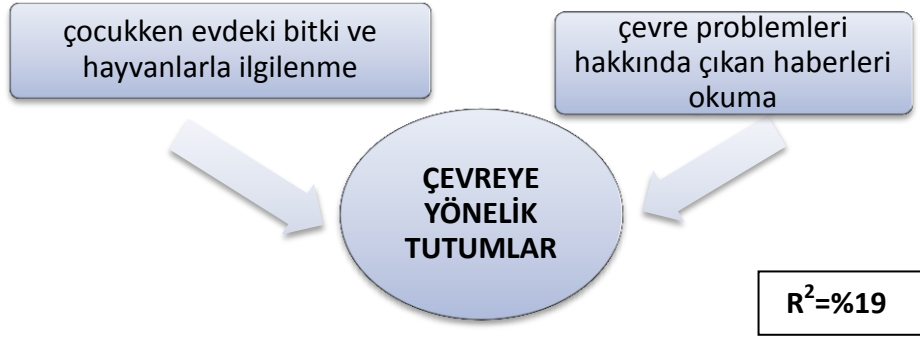 çocukken evdeki bitki ve
hayvanlarla ilgilenme
çevre problemleri
hakkında çıkan haberleri
okuma
ÇEVREYE
YÖNELİK
TUTUMLAR
R²=%19